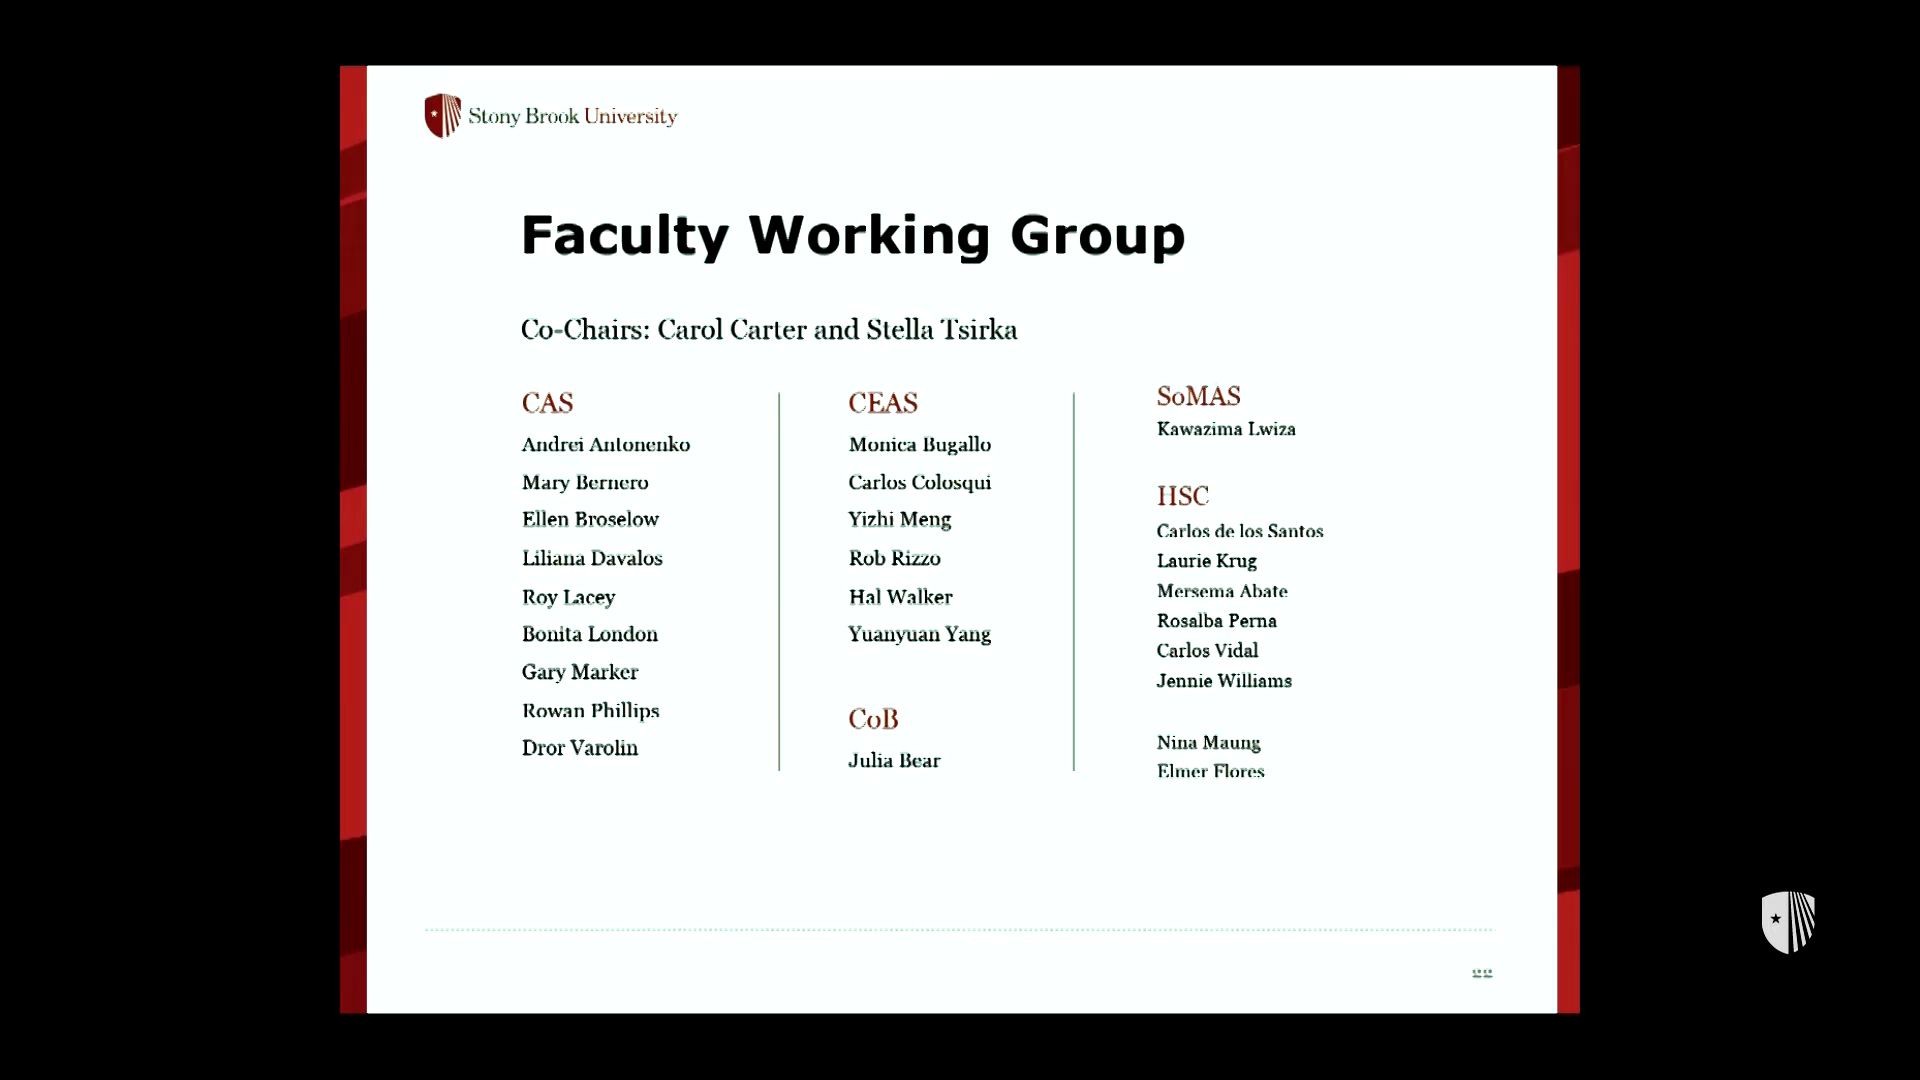 Stony Brook University
Faculty Working Group
Co-Chairs: Carol Carter and Stella Tsirka
CAS
Andrei Antonenko
Mary Bernero
Ellen Broselow
Liliana Davalos
Roy Lacey
Bonita London
Gary Marker
Rowan Phillips
Dror Varolin
CEAS
Monica Bugallo
Carlos Colosqui
Yizhi Meng
Rob Rizzo
Hal Walker
Yuanyuan Yang
CoB
Julia Bear
SoMAS
Kawazima Lwiza
HSC
Carlos de los Santos
Laurie Krug
Mersema Abate
Rosalba Perna
Carlos Vidal
Jennie Williams
Nina Maung
Elmer Flores